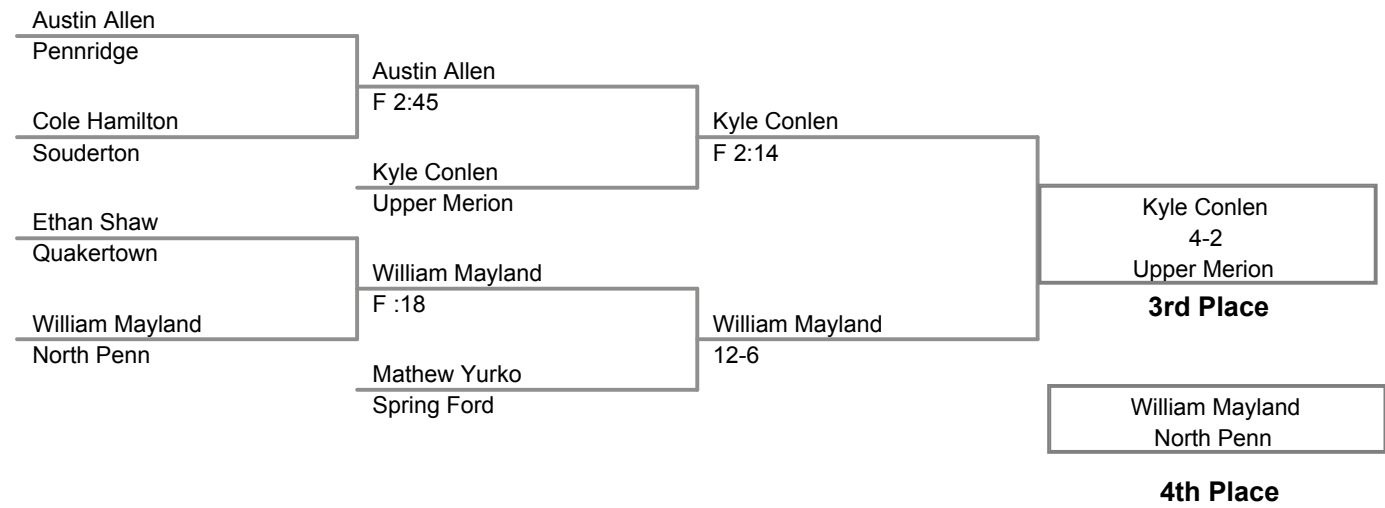 Austin Allen
Pennridge
Cole Hamilton
Souderton
Ethan Shaw
Quakertown
William Mayland
North Penn
Austin Allen
F 2:45
Kyle Conlen
Upper Merion
William Mayland
F :18
Mathew Yurko
Spring Ford
Kyle Conlen
F 2:14
William Mayland
12-6
Kyle Conlen
4-2
Upper Merion
3rd Place
William Mayland
North Penn
4th Place